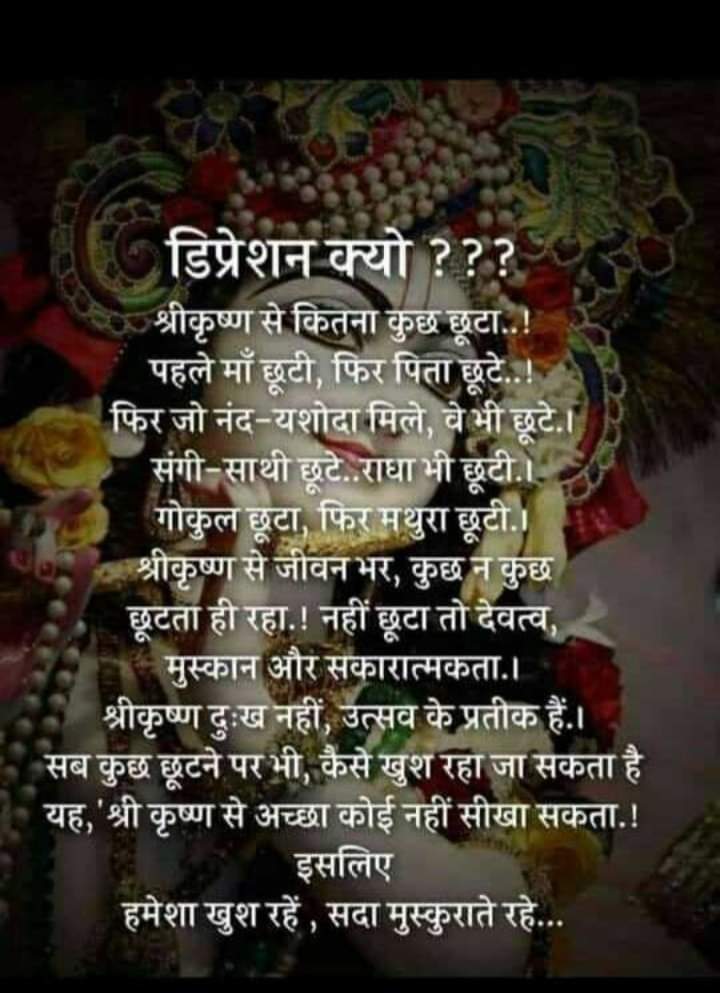 डिप्रेशन क्यो ???
श्रीकृष्ण से कितना कुछ छूटा..!
पहले माँ छूटी, फिर पिता छूटे..!
फिर जो नंद-यशोदा मिले, वे भी छूटे.।
संगी-साथी छूटे..राधा भी छूटी.।
गोकुल छूटा, फिर मथुरा छूटी.।
श्रीकृष्ण से जीवन भर, कुछ न कुछ
छूटता ही रहा.! नहीं छूटा तो देवत्व,
मुस्कान और सकारात्मकता.।
श्रीकृष्ण दुःख नहीं, उत्सव के प्रतीक हैं.।
सब कुछ छूटने पर भी, कैसे खुश रहा जा सकता है
यह,'श्री कृष्ण से अच्छा कोई नहीं सीखा सकता.!
इसलिए
हमेशा खुश रहें , सदा मुस्कुराते रहे...